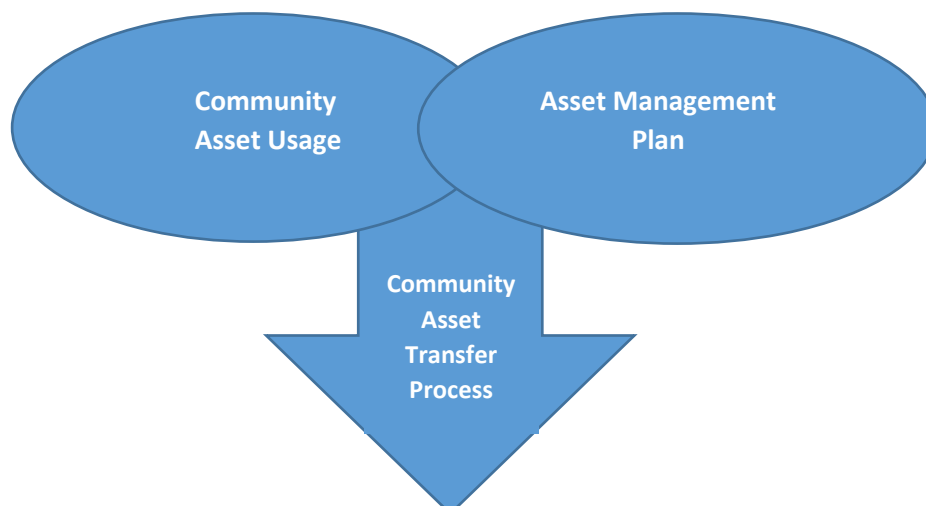 Community
Asset Usage
Asset Management
Plan
Community
Asset
Transfer
Process